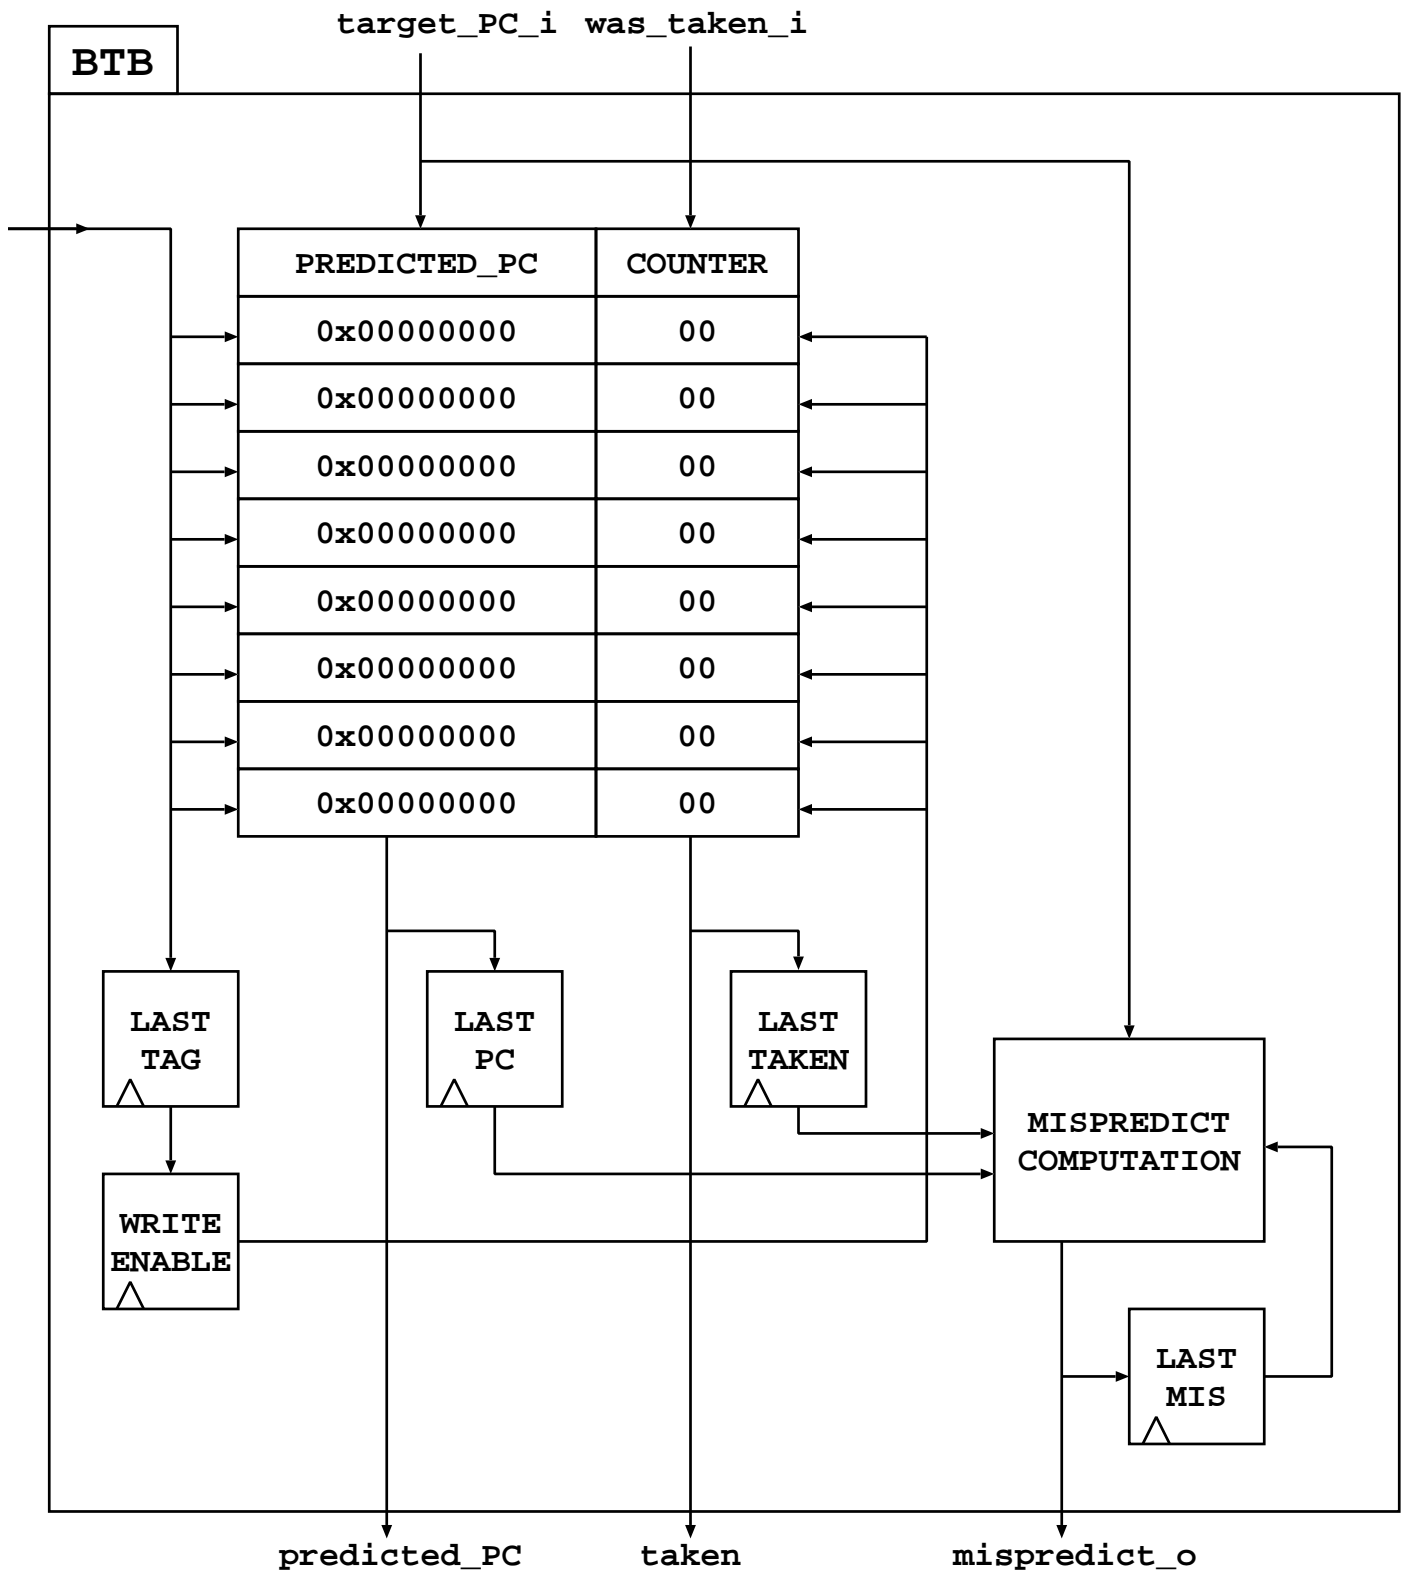 target_PC_i was_taken_i
BTB
PREDICTED_PC COUNTER
0x00000000 00
0x00000000 00
0x00000000 00
0x00000000 00
0x00000000 00
0x00000000 00
0x00000000 00
0x00000000 00
LAST
TAG
LAST
PC
LAST
TAKEN
MISPREDICT
COMPUTATION
WRITE
ENABLE
LAST
MIS
predicted_PC taken mispredict_o